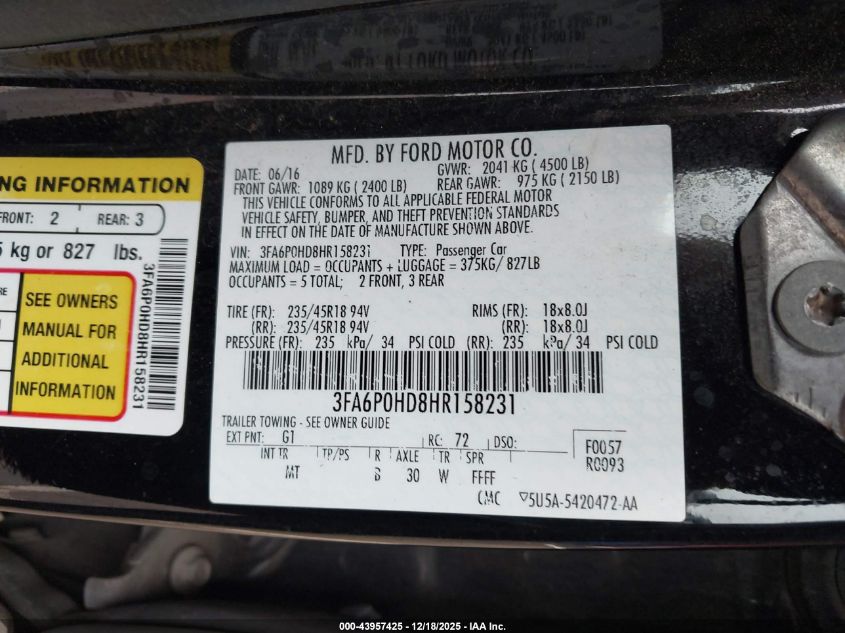 MFD. BY FORD MOTOR CO.
DATE: 06/16 GVWR: 2041 KG ( 4500 LB)
FRONT GAWR: 1089 KG ( 2400 LB) REAR GAWR: 975 KG ( 2150 LB)
THIS VEHICLE CONFORMS TO ALL APPLICABLE FEDERAL MOTOR
VEHICLE SAFETY, BUMPER, AND THEFT PREVENTION STANDARDS
IN EFFECT ON THE DATE OF MANUFACTURE SHOWN ABOVE.
VIN: 3FA6P0HD8HR158231 TYPE: Passenger Car
MAXIMUM LOAD = OCCUPANTS + LUGGAGE = 375KG/ 827LB
OCCUPANTS = 5 TOTAL; 2 FRONT, 3 REAR
TIRE (FR): 235/45R18 94V RIMS (FR): 18x8.0J
(RR): 235/45R18 94V (RR): 18x8.0J
PRESSURE (FR): 235 kPa/ 34 PSI COLD (RR): 235 kPa/ 34 PSI COLD
3FA6P0HD8HR158231
TRAILER TOWING - SEE OWNER GUIDE
EXT PNT: G1 RC: 72 DSO:
INT TR TP/PS R AXLE TR SPR
MT B 30 W FFFF
F0057
R0093
CMC 5U5A-5420472-AA
NG INFORMATION
FRONT: 2 REAR: 3
5 kg or 827 lbs.
SEE OWNERS
MANUAL FOR
ADDITIONAL
INFORMATION
3FA6P0HD8HR158231
000-43957425 - 12/18/2025 - IAA Inc.